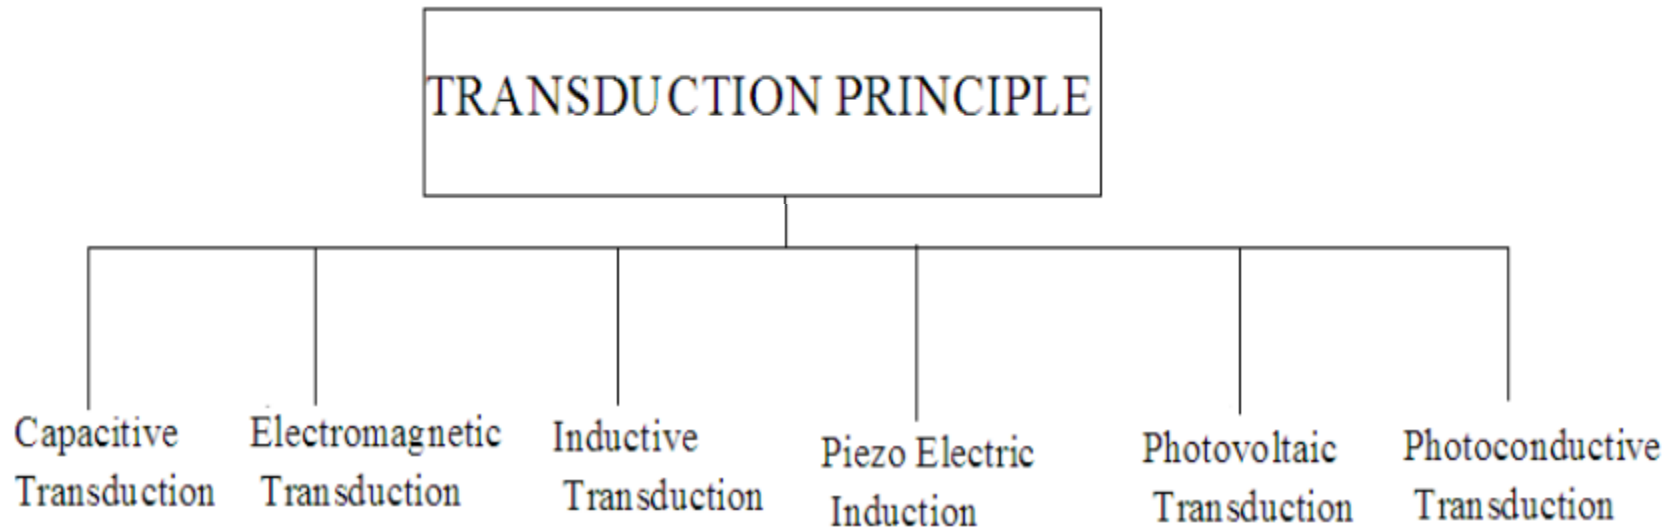 TRANSDUCTION PRINCIPLE
Capacitive
Transduction
Electromagnetic
Transduction
Inductive
Transduction
Piezo Electric
Induction
Photovoltaic
Transduction
Photoconductive
Transduction